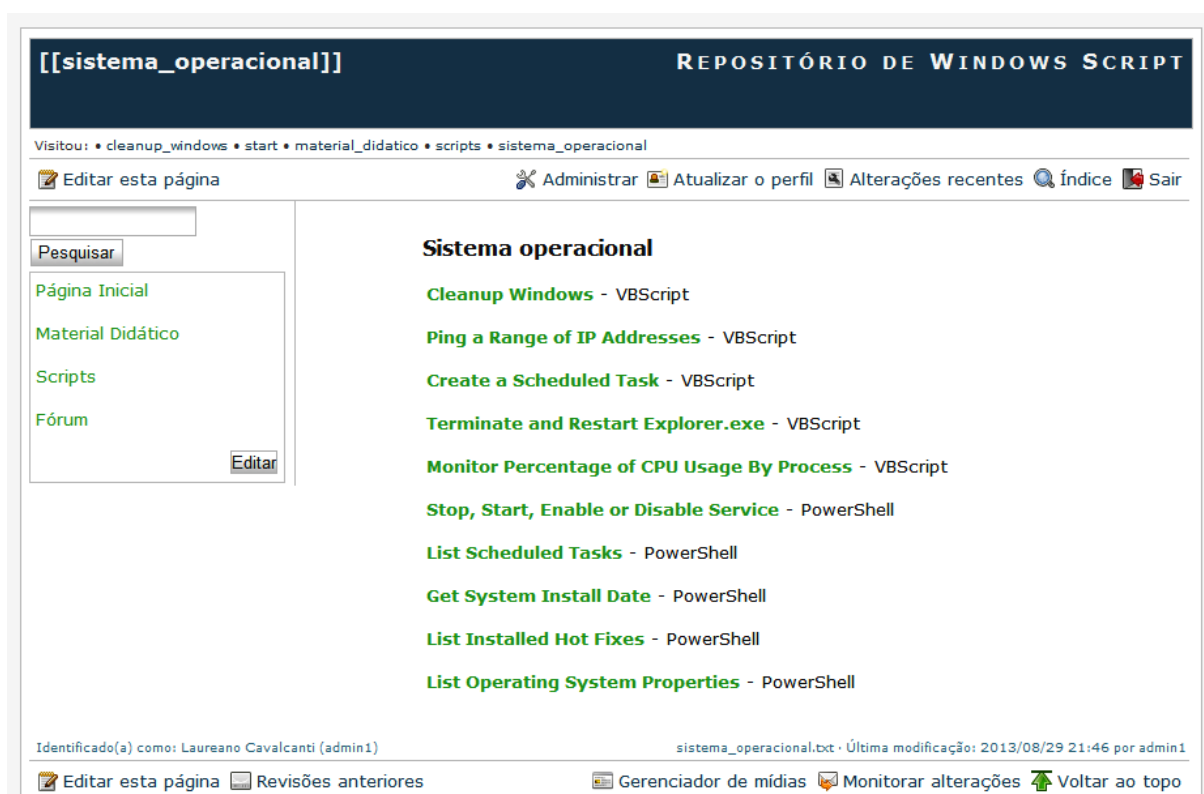 [[sistema_operacional]] REPOSITÓRIO DE WINDOWS SCRIPT
Visitou: • cleanup_windows • start • material_didatico • scripts • sistema_operacional
Editar esta página Administrar Atualizar o perfil Alterações recentes Índice Sair
Pesquisar
Página Inicial
Material Didático
Scripts
Fórum
Editar
Sistema operacional
Cleanup Windows - VBScript
Ping a Range of IP Addresses - VBScript
Create a Scheduled Task - VBScript
Terminate and Restart Explorer.exe - VBScript
Monitor Percentage of CPU Usage By Process - VBScript
Stop, Start, Enable or Disable Service - PowerShell
List Scheduled Tasks - PowerShell
Get System Install Date - PowerShell
List Installed Hot Fixes - PowerShell
List Operating System Properties - PowerShell
Identificado(a) como: Laureano Cavalcanti (admin1) sistema_operacional.txt · Última modificação: 2013/08/29 21:46 por admin1
Editar esta página Revisões anteriores Gerenciador de mídias Monitorar alterações Voltar ao topo